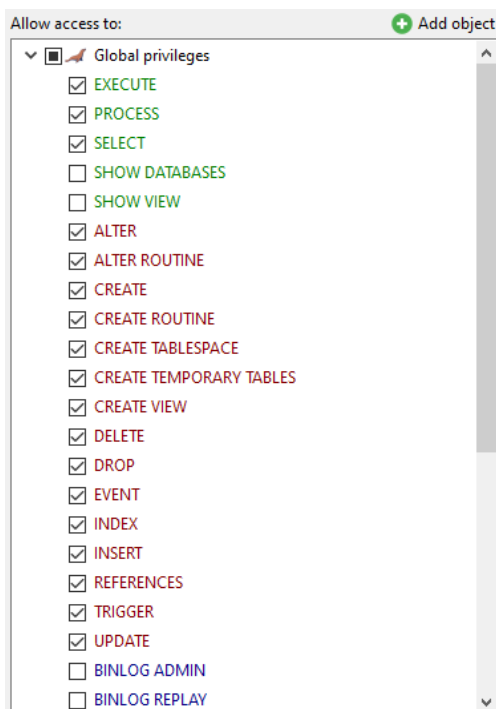 Allow access to: Add object
Global privileges
EXECUTE
PROCESS
SELECT
SHOW DATABASES
SHOW VIEW
ALTER
ALTER ROUTINE
CREATE
CREATE ROUTINE
CREATE TABLESPACE
CREATE TEMPORARY TABLES
CREATE VIEW
DELETE
DROP
EVENT
INDEX
INSERT
REFERENCES
TRIGGER
UPDATE
BINLOG ADMIN
BINLOG REPLAY